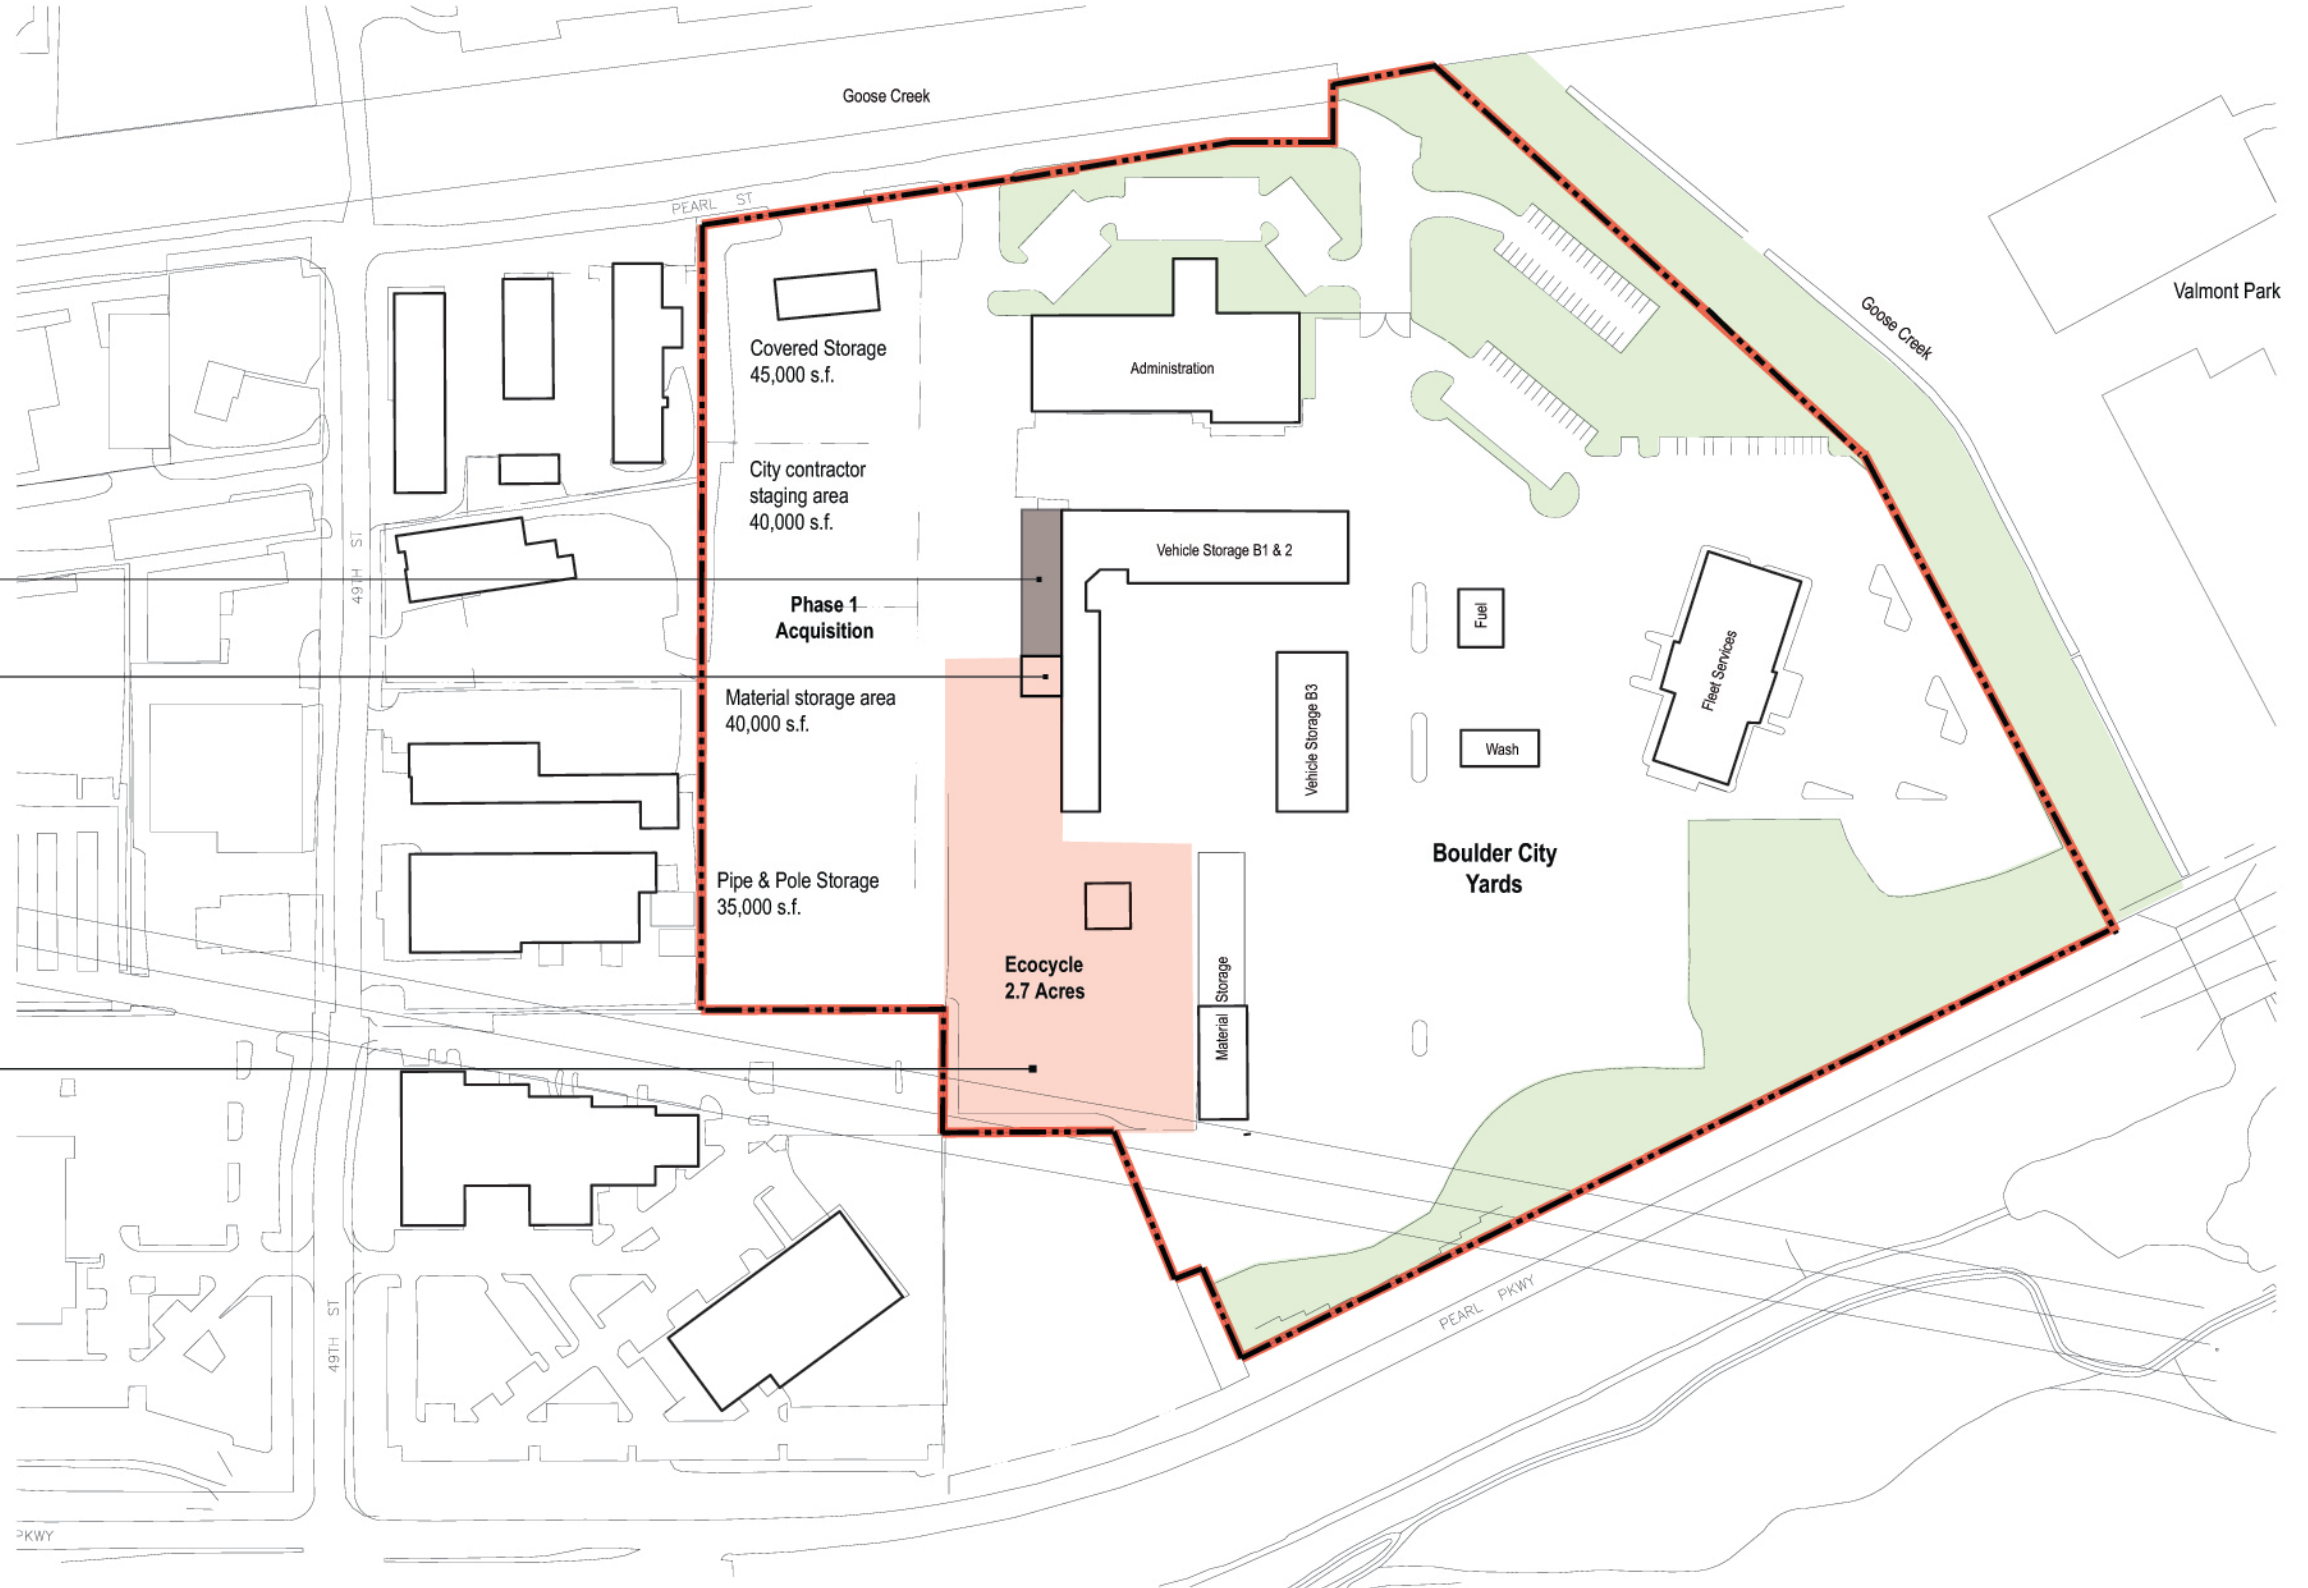 Goose Creek
PEARL ST
Valmont Park
Goose Creek
Covered Storage
45,000 s.f.
Administration
City contractor
staging area
40,000 s.f.
49TH ST
Vehicle Storage B1 & 2
Phase 1
Acquisition
Fuel
Fleet Services
Material storage area
40,000 s.f.
Vehicle Storage B3
Wash
Boulder City
Yards
Pipe & Pole Storage
35,000 s.f.
Ecocycle
2.7 Acres
Material Storage
PEARL PKWY
49TH ST
PKWY